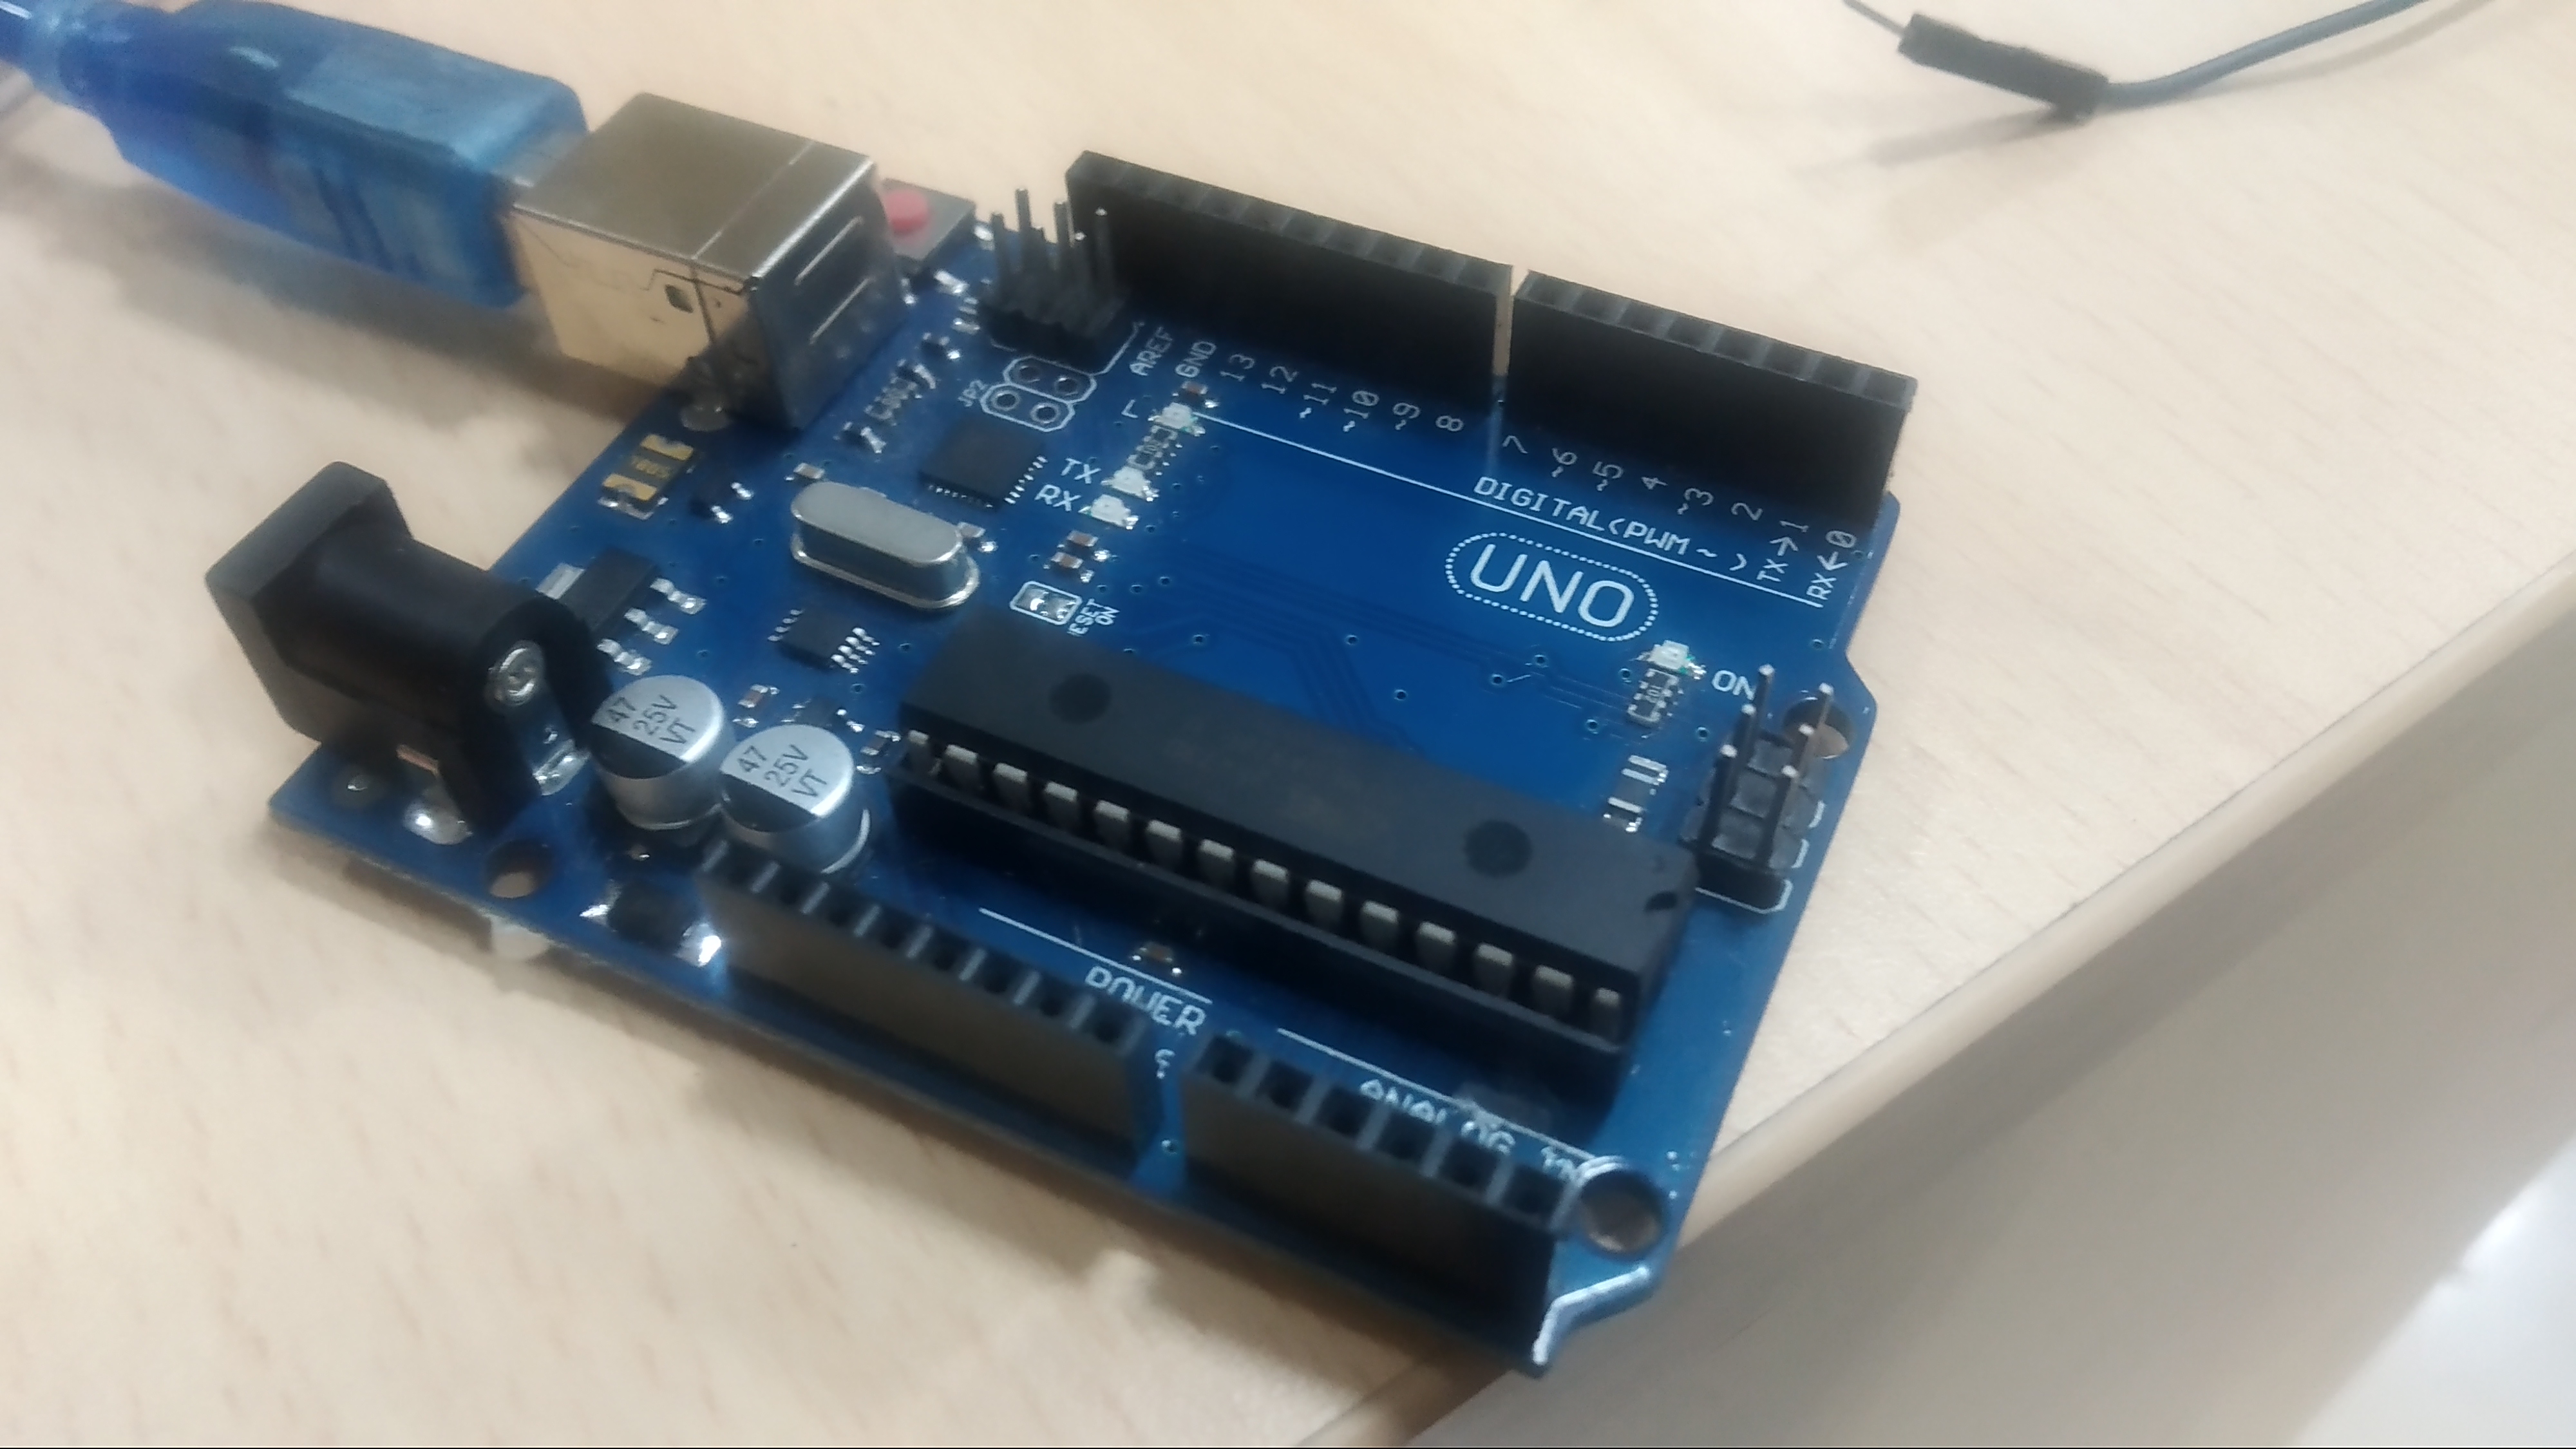 AREF
GND
13
12
~11
~10
~9
8
7
~6
~5
4
~3
2
TX→1
RX←0
JP2
L
TX
RX
DIGITAL(PWM~)
UNO
ON
47
25V
VT
47
25V
VT
POWER
ANALOG IN